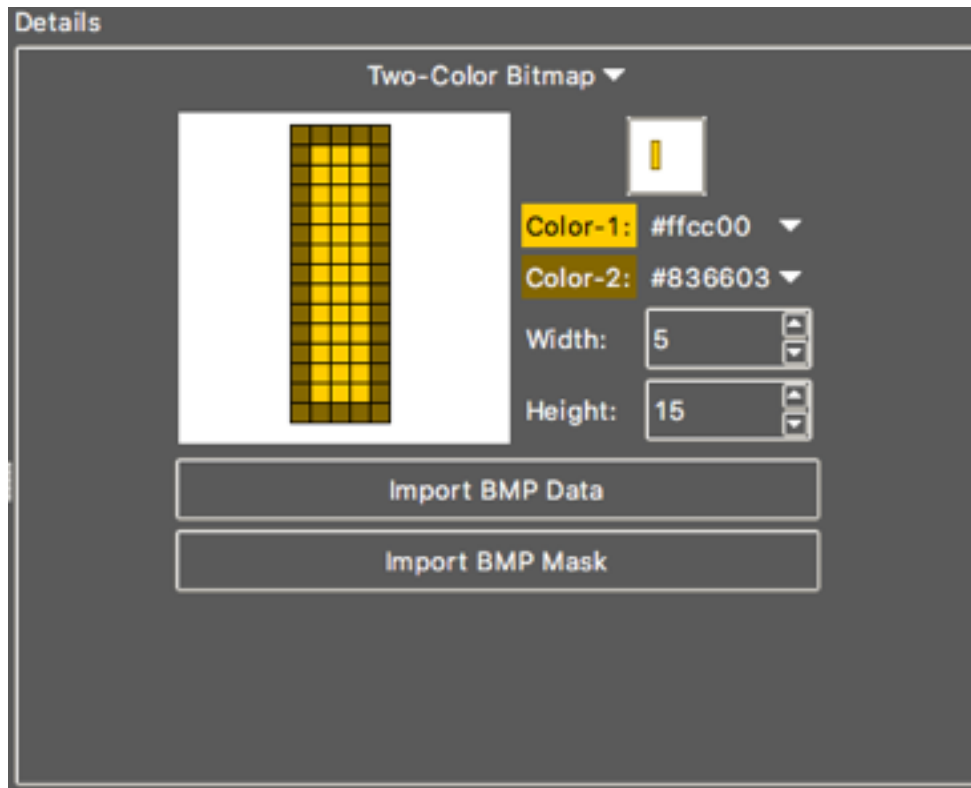 Details
Two-Color Bitmap
Color-1: #ffcc00
Color-2: #836603
Width: 5
Height: 15
Import BMP Data
Import BMP Mask